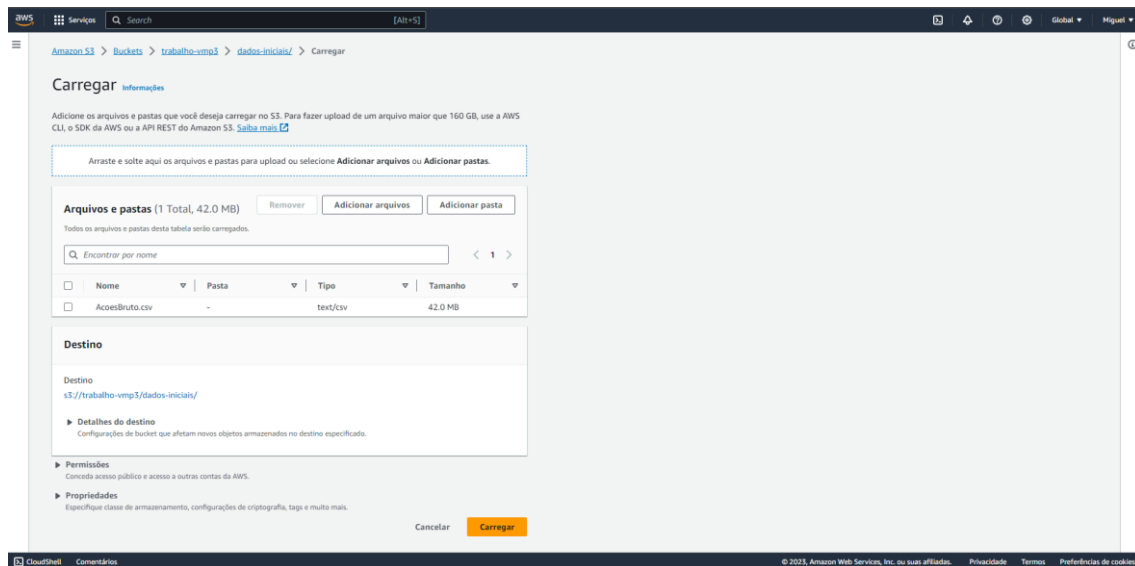 aws Serviços Search [Alt+S] Global Miguel
Amazon S3 > Buckets > trabalho-vmp3 > dados-iniciais/ > Carregar
Carregar Informações
Adicione os arquivos e pastas que você deseja carregar no S3. Para fazer upload de um arquivo maior que 160 GB, use a AWS
CLI, o SDK da AWS ou a API REST do Amazon S3. Saiba mais
Arraste e solte aqui os arquivos e pastas para upload ou selecione Adicionar arquivos ou Adicionar pastas.
Arquivos e pastas (1 Total, 42.0 MB) Remover Adicionar arquivos Adicionar pasta
Todos os arquivos e pastas desta tabela serão carregados.
Encontrar por nome < 1 >
Nome Pasta Tipo Tamanho
AcoesBruto.csv - text/csv 42.0 MB
Destino
Destino
s3://trabalho-vmp3/dados-iniciais/
Detalhes do destino
Configurações de bucket que afetam novos objetos armazenados no destino especificado.
Permissões
Conceda acesso público e acesso a outras contas da AWS.
Propriedades
Especifique classe de armazenamento, configurações de criptografia, tags e muito mais.
Cancelar Carregar
CloudShell Comentários © 2023, Amazon Web Services, Inc. ou suas afiliadas. Privacidade Termos Preferências de cookies